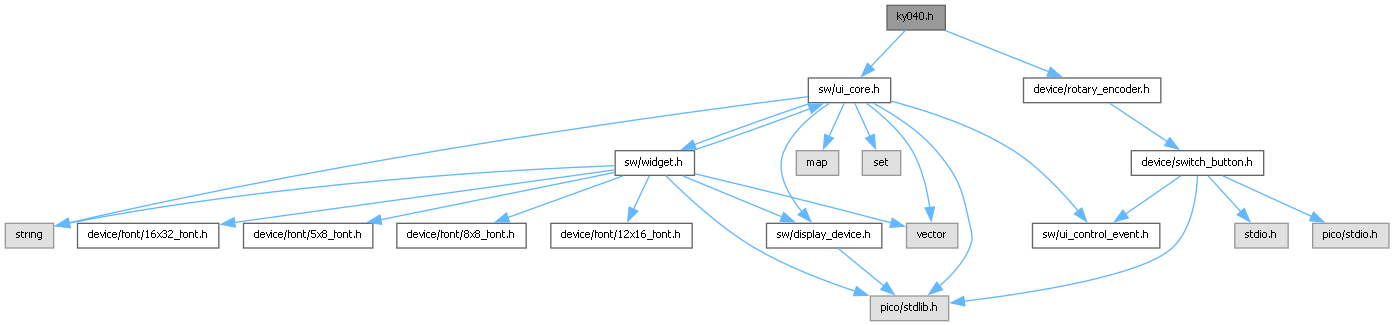 ky040.h
sw/ui_core.h
device/rotary_encoder.h
sw/widget.h
map
set
device/switch_button.h
string
device/font/16x32_font.h
device/font/5x8_font.h
device/font/8x8_font.h
device/font/12x16_font.h
sw/display_device.h
vector
sw/ui_control_event.h
stdio.h
pico/stdio.h
pico/stdlib.h